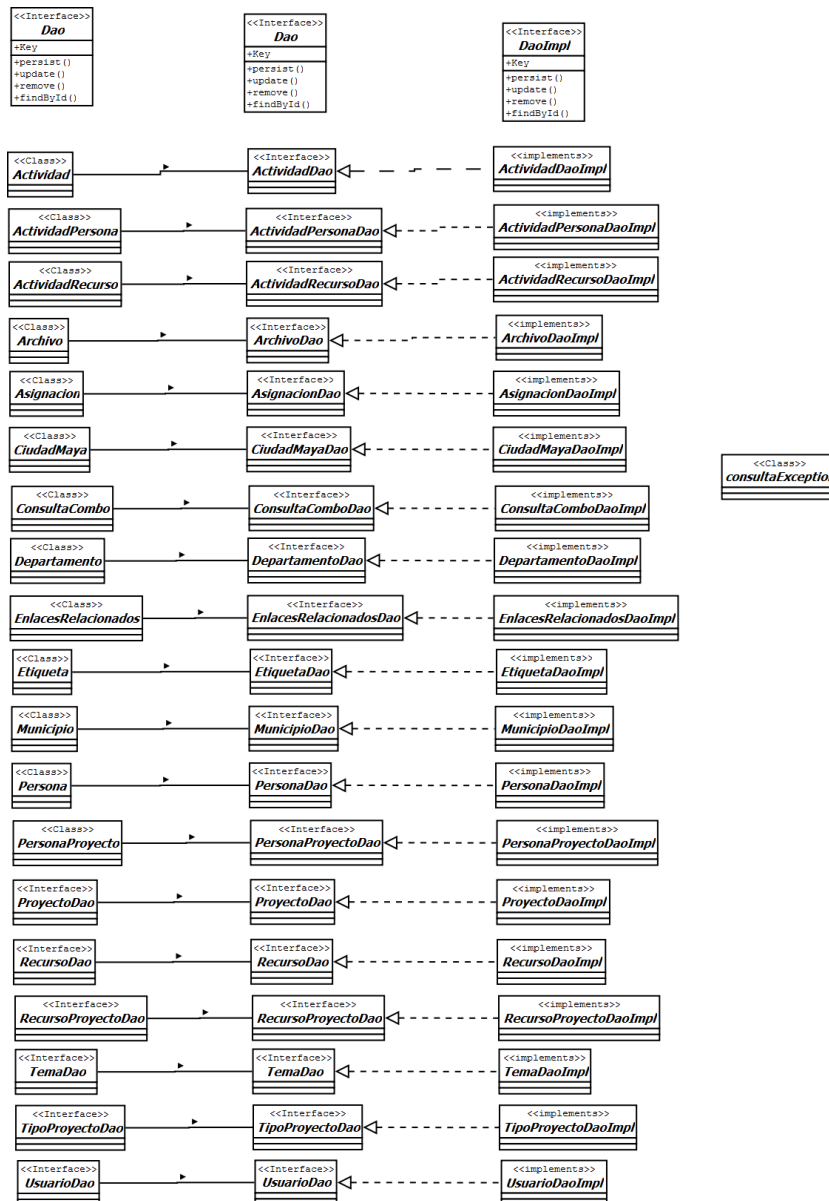 <<Interface>>
Dao
+Key
+persist()
+update()
+remove()
+findById()
<<Interface>>
Dao
+Key
+persist()
+update()
+remove()
+findById()
<<Interface>>
DaoImpl
+Key
+persist()
+update()
+remove()
+findById()
<<Class>>
Actividad
<<Interface>>
ActividadDao
<<implements>>
ActividadDaoImpl
<<Class>>
ActividadPersona
<<Interface>>
ActividadPersonaDao
<<implements>>
ActividadPersonaDaoImpl
<<Class>>
ActividadRecurso
<<Interface>>
ActividadRecursoDao
<<implements>>
ActividadRecursoDaoImpl
<<Class>>
Archivo
<<Interface>>
ArchivoDao
<<implements>>
ArchivoDaoImpl
<<Class>>
Asignacion
<<Interface>>
AsignacionDao
<<implements>>
AsignacionDaoImpl
<<Class>>
CiudadMaya
<<Interface>>
CiudadMayaDao
<<implements>>
CiudadMayaDaoImpl
<<Class>>
consultaException
<<Class>>
ConsultaCombo
<<Interface>>
ConsultaComboDao
<<implements>>
ConsultaComboDaoImpl
<<Class>>
Departamento
<<Interface>>
DepartamentoDao
<<implements>>
DepartamentoDaoImpl
<<Class>>
EnlacesRelacionados
<<Interface>>
EnlacesRelacionadosDao
<<implements>>
EnlacesRelacionadosDaoImpl
<<Class>>
Etiqueta
<<Interface>>
EtiquetaDao
<<implements>>
EtiquetaDaoImpl
<<Class>>
Municipio
<<Interface>>
MunicipioDao
<<implements>>
MunicipioDaoImpl
<<Class>>
Persona
<<Interface>>
PersonaDao
<<implements>>
PersonaDaoImpl
<<Class>>
PersonaProyecto
<<Interface>>
PersonaProyectoDao
<<implements>>
PersonaProyectoDaoImpl
<<Interface>>
ProyectoDao
<<Interface>>
ProyectoDao
<<implements>>
ProyectoDaoImpl
<<Interface>>
RecursoDao
<<Interface>>
RecursoDao
<<implements>>
RecursoDaoImpl
<<Interface>>
RecursoProyectoDao
<<Interface>>
RecursoProyectoDao
<<implements>>
RecursoProyectoDaoImpl
<<Interface>>
TemaDao
<<Interface>>
TemaDao
<<implements>>
TemaDaoImpl
<<Interface>>
TipoProyectoDao
<<Interface>>
TipoProyectoDao
<<implements>>
TipoProyectoDaoImpl
<<Interface>>
UsuarioDao
<<Interface>>
UsuarioDao
<<implements>>
UsuarioDaoImpl